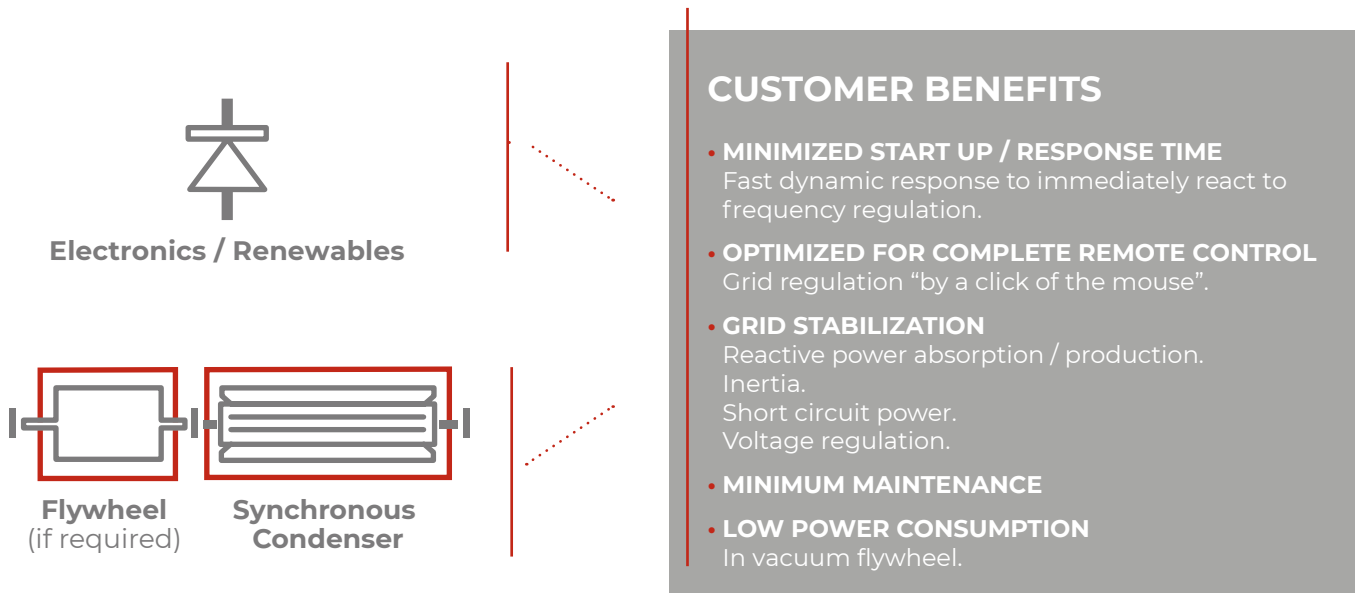 Electronics / Renewables
Flywheel
(if required)
Synchronous
Condenser
CUSTOMER BENEFITS
• MINIMIZED START UP / RESPONSE TIME
Fast dynamic response to immediately react to
frequency regulation.
• OPTIMIZED FOR COMPLETE REMOTE CONTROL
Grid regulation “by a click of the mouse”.
• GRID STABILIZATION
Reactive power absorption / production.
Inertia.
Short circuit power.
Voltage regulation.
• MINIMUM MAINTENANCE
• LOW POWER CONSUMPTION
In vacuum flywheel.